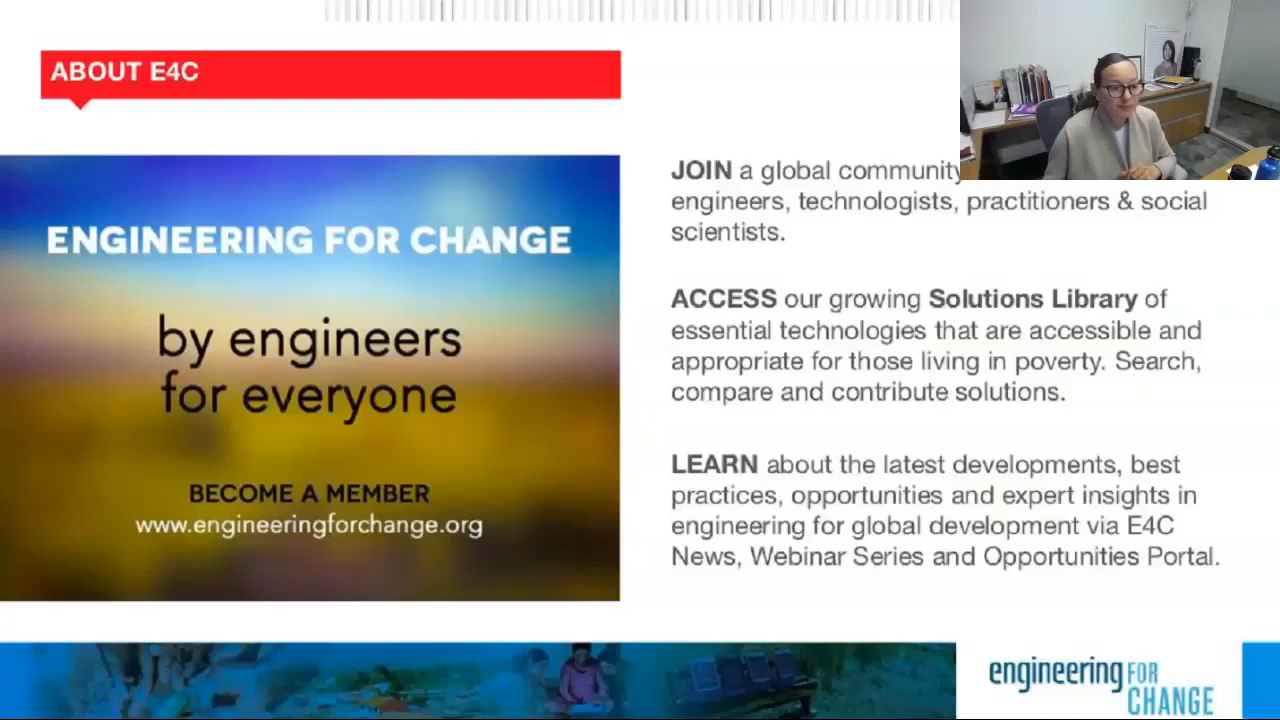 ABOUT E4C
ENGINEERING FOR CHANGE
by engineers
for everyone
BECOME A MEMBER
www.engineeringforchange.org
JOIN a global community
engineers, technologists, practitioners & social
scientists.
ACCESS our growing Solutions Library of
essential technologies that are accessible and
appropriate for those living in poverty. Search,
compare and contribute solutions.
LEARN about the latest developments, best
practices, opportunities and expert insights in
engineering for global development via E4C
News, Webinar Series and Opportunities Portal.
engineering FOR
CHANGE